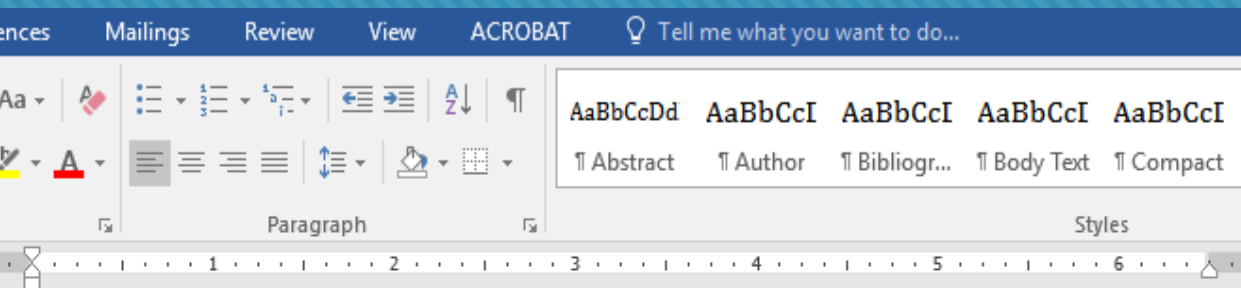 ences Mailings Review View ACROBAT Tell me what you want to do...
Aa
AaBbCcDd AaBbCcI AaBbCcI AaBbCcI AaBbCcI
¶ Abstract ¶ Author ¶ Bibliogr... ¶ Body Text ¶ Compact
Paragraph Styles
1 2 3 4 5 6